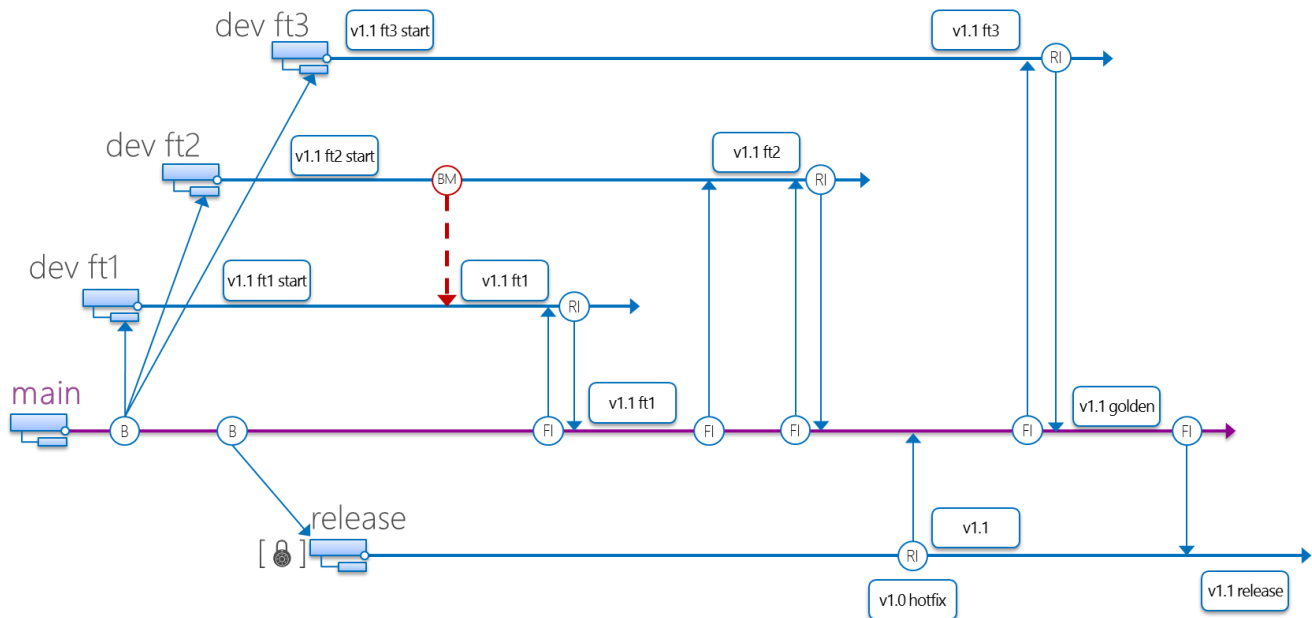 dev ft3
v1.1 ft3 start
v1.1 ft3
RI
dev ft2
v1.1 ft2 start
v1.1 ft2
BM
RI
dev ft1
v1.1 ft1 start
v1.1 ft1
RI
main
v1.1 ft1
v1.1 golden
B
B
FI
FI
FI
FI
FI
[ ] release
v1.1
RI
v1.0 hotfix
v1.1 release